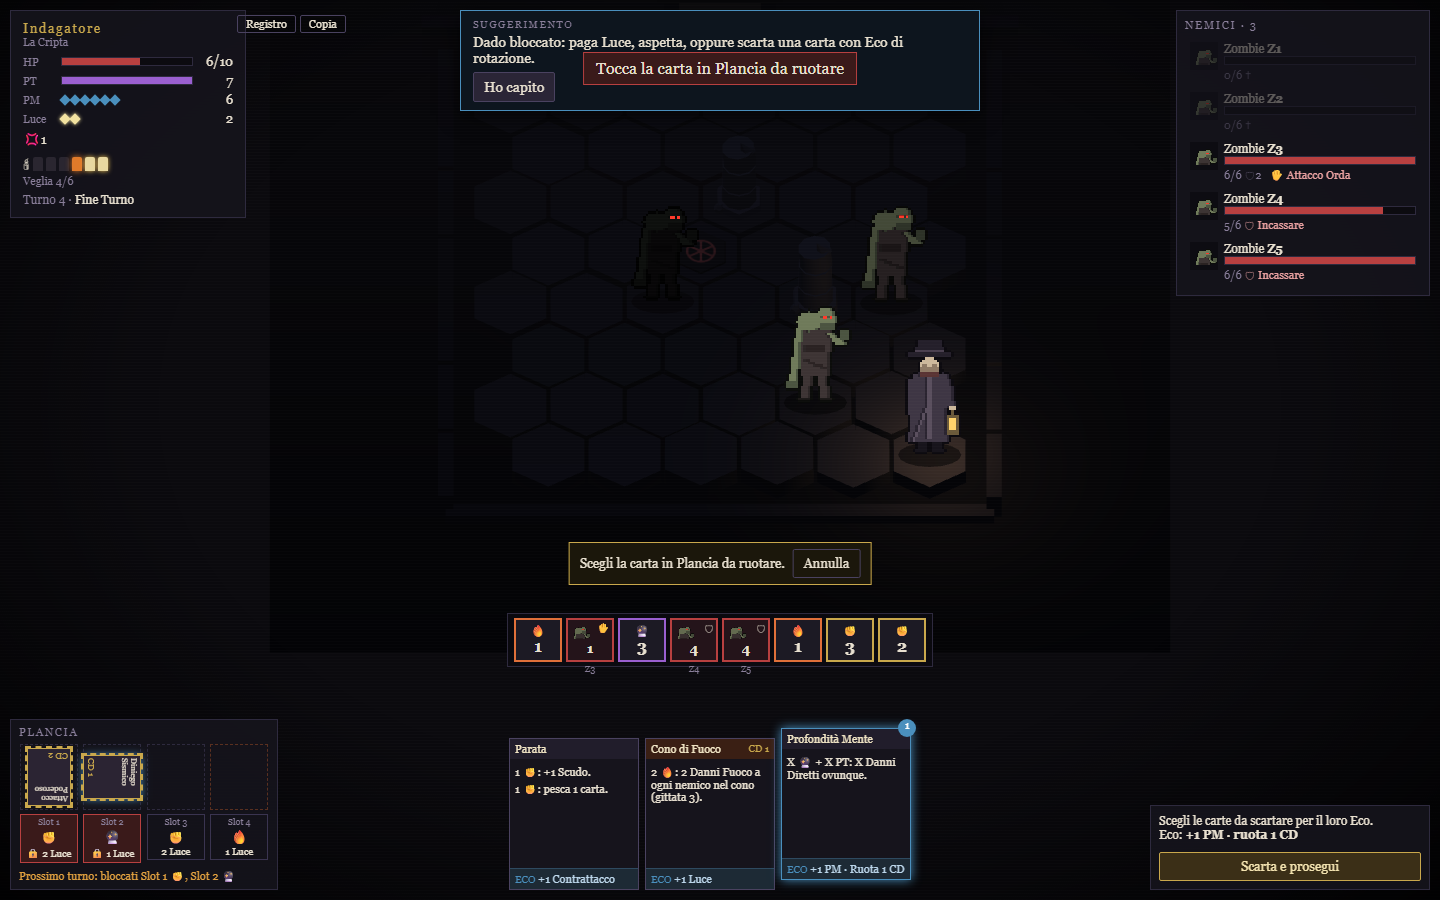 Indagatore
La Cripta
HP 6/10
PT 7
PM 6
Luce 2
1
Veglia 4/6
Turno 4 · Fine Turno
Registro
Copia
SUGGERIMENTO
Dado bloccato: paga Luce, aspetta, oppure scarta una carta con Eco di
rotazione.
Tocca la carta in Plancia da ruotare
Ho capito
NEMICI · 3
Zombie Z1
0/6 †
Zombie Z2
0/6 †
Zombie Z3
6/6 2 Attacco Orda
Zombie Z4
5/6 Incassare
Zombie Z5
6/6 Incassare
Scegli la carta in Plancia da ruotare.
Annulla
1 1 3 4 4 1 3 2
Z3 Z4 Z5
PLANCIA
CD 2
Attacco
Poderoso
CD 1
Diniego
Sismico
Slot 1
2 Luce
Slot 2
1 Luce
Slot 3
2 Luce
Slot 4
1 Luce
Prossimo turno: bloccati Slot 1 , Slot 2
Parata
1 : +1 Scudo.
1 : pesca 1 carta.
ECO +1 Contrattacco
Cono di Fuoco CD 1
2 : 2 Danni Fuoco a
ogni nemico nel cono
(gittata 3).
ECO +1 Luce
1
Profondità Mente
X + X PT: X Danni
Diretti ovunque.
ECO +1 PM · Ruota 1 CD
Scegli le carte da scartare per il loro Eco.
Eco: +1 PM · ruota 1 CD
Scarta e prosegui